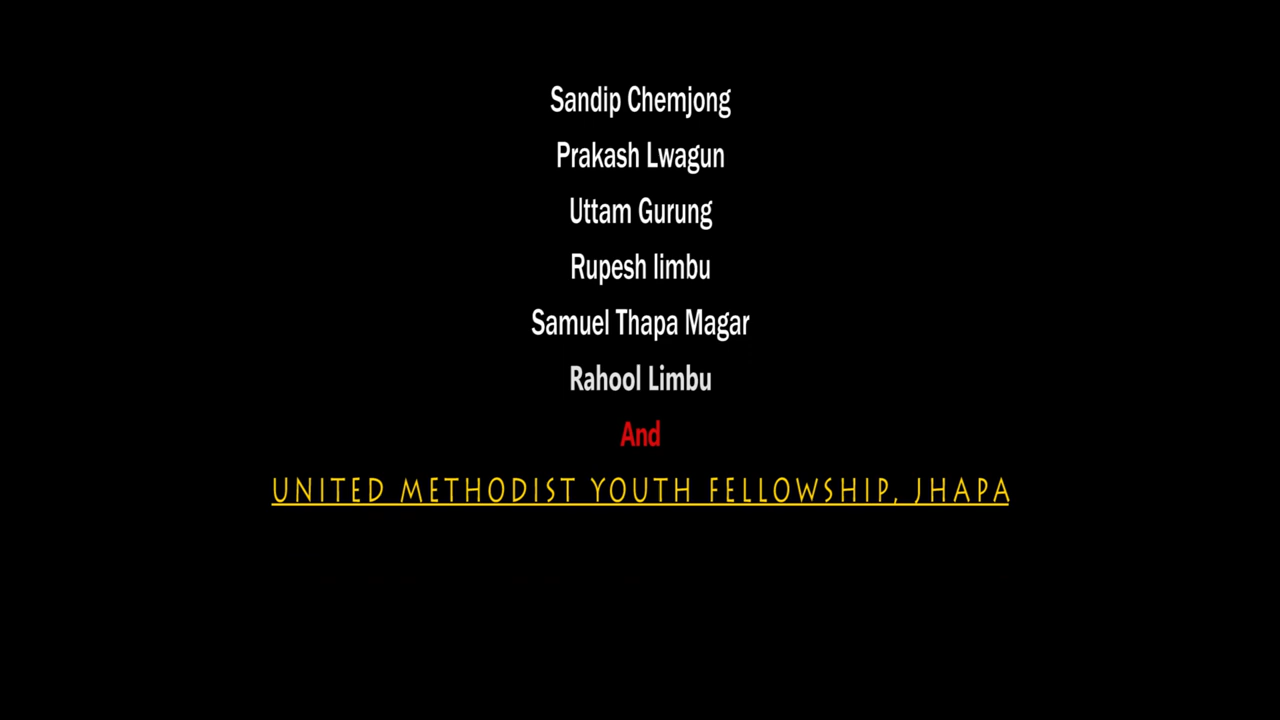 Sandip Chemjong
Prakash Lwagun
Uttam Gurung
Rupesh limbu
Samuel Thapa Magar
Rahool Limbu
And
UNITED METHODIST YOUTH FELLOWSHIP, JHAPA